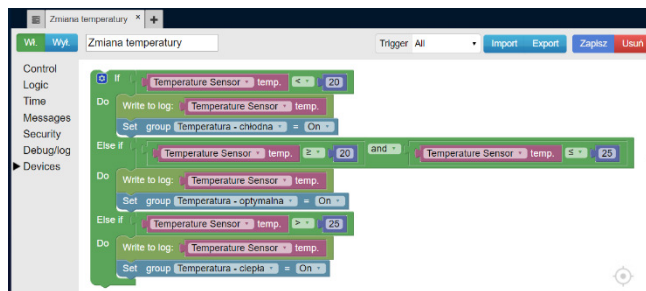 Zmiana temperatury × +
Wł. Wył. Zmiana temperatury Trigger All Import Export Zapisz Usuń
Control
Logic
Time
Messages
Security
Debug/log
Devices
If Temperature Sensor temp. < 20
Do Write to log: Temperature Sensor temp.
Set group Temperatura - chłodna = On
Else if Temperature Sensor temp. ≥ 20 and Temperature Sensor temp. ≤ 25
Do Write to log: Temperature Sensor temp.
Set group Temperatura - optymalna = On
Else if Temperature Sensor temp. > 25
Do Write to log: Temperature Sensor temp.
Set group Temperatura - ciepła = On